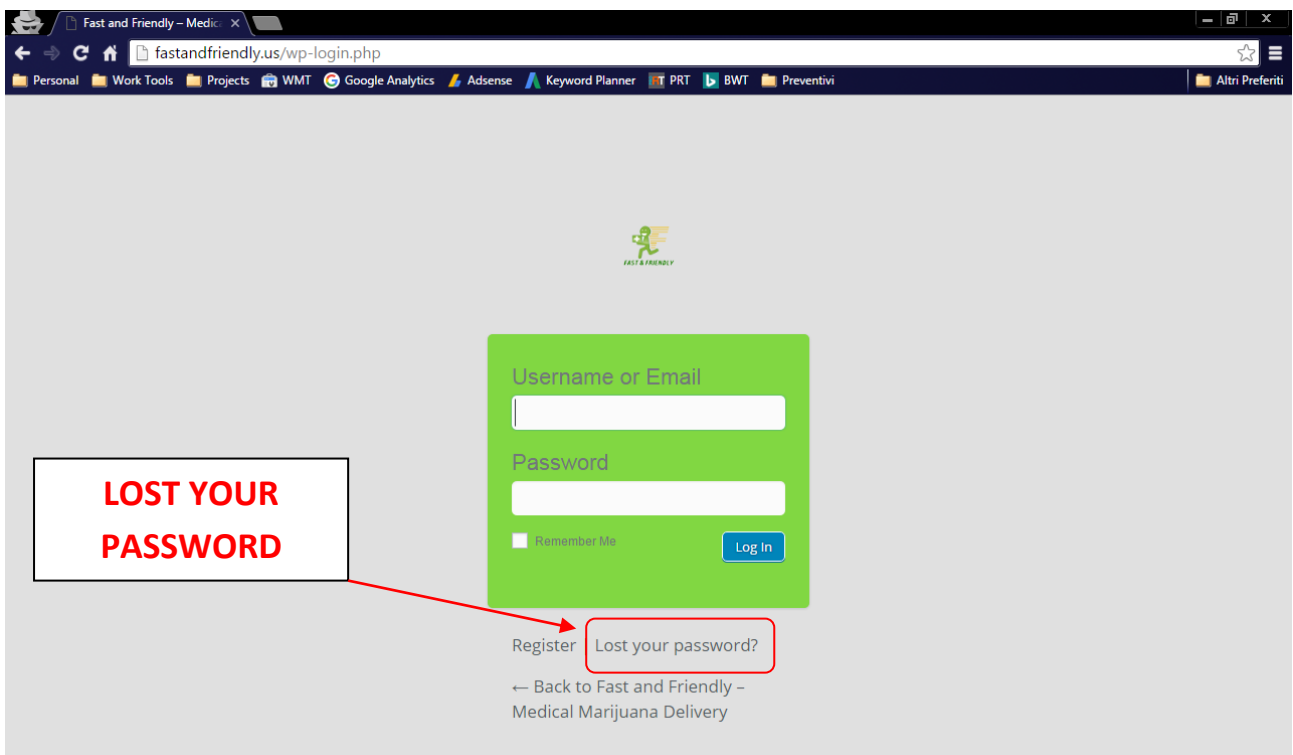 Fast and Friendly – Medic
fastandfriendly.us/wp-login.php
Personal Work Tools Projects WMT Google Analytics Adsense Keyword Planner PRT BWT Preventivi Altri Preferiti
FAST & FRIENDLY
Username or Email
Password
LOST YOUR
PASSWORD
Remember Me
Log In
Register Lost your password?
← Back to Fast and Friendly –
Medical Marijuana Delivery